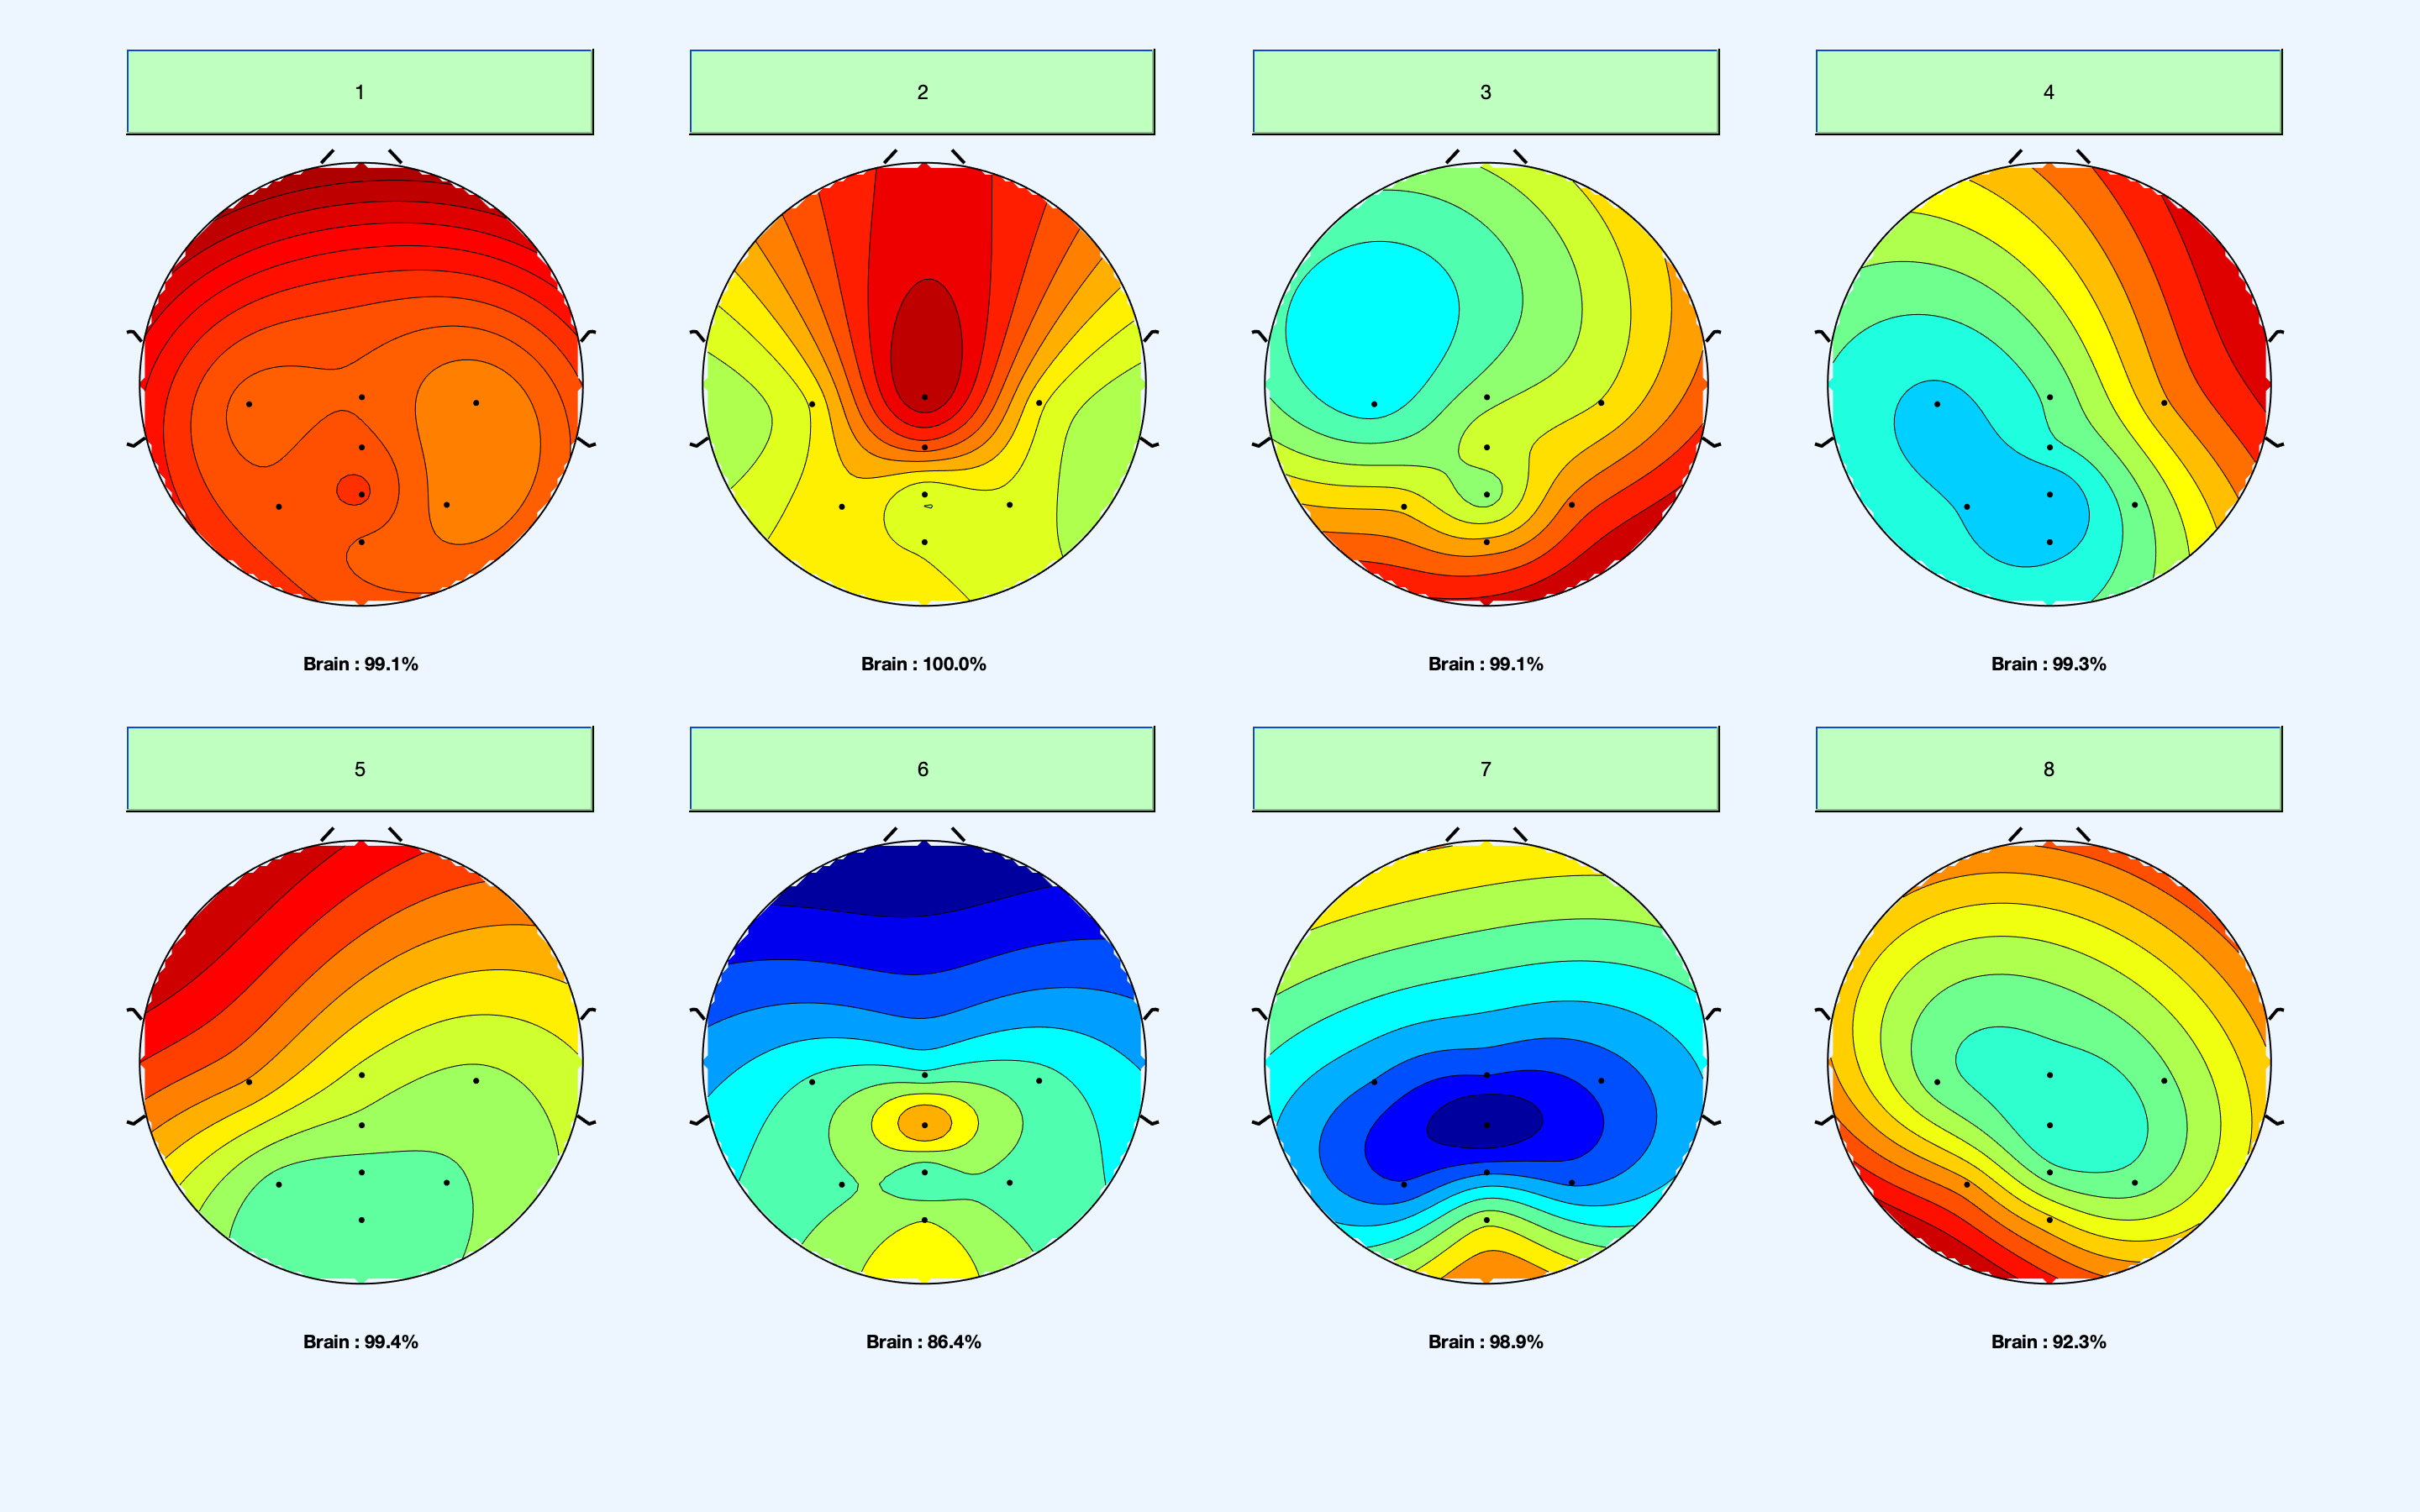 1
2
3
4
Brain : 99.1%
Brain : 100.0%
Brain : 99.1%
Brain : 99.3%
5
6
7
8
Brain : 99.4%
Brain : 86.4%
Brain : 98.9%
Brain : 92.3%